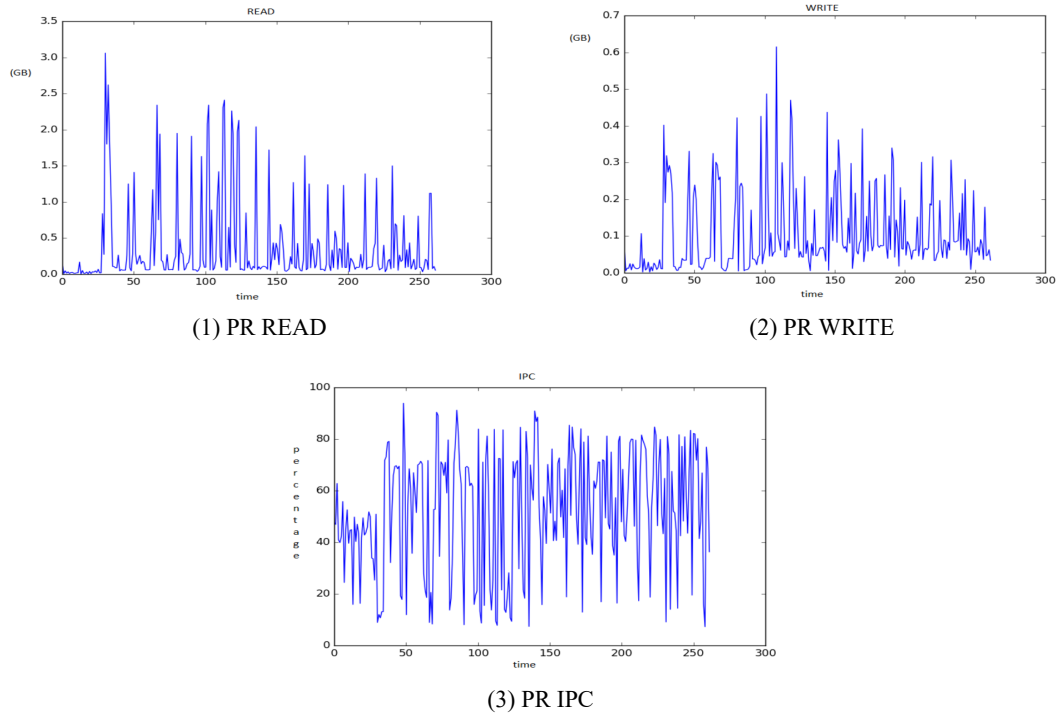 READ
3.5
3.0
2.5
2.0
1.5
1.0
0.5
0.0
(GB)
0 50 100 150 200 250 300
time
(1) PR READ
WRITE
0.7
0.6
0.5
0.4
0.3
0.2
0.1
0.0
(GB)
0 50 100 150 200 250 300
time
(2) PR WRITE
IPC
100
80
60
40
20
0
percentage
0 50 100 150 200 250 300
time
(3) PR IPC